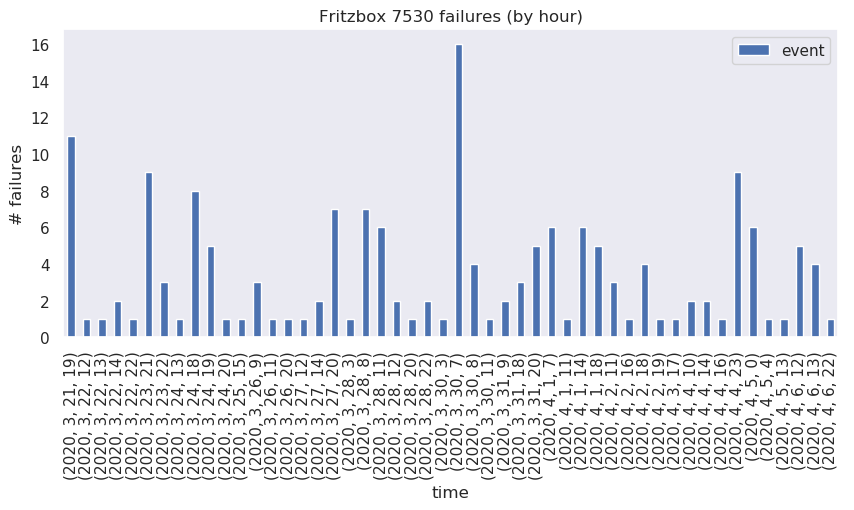 Fritzbox 7530 failures (by hour)
event
# failures
16
14
12
10
8
6
4
2
0
(2020, 3, 21, 19)
(2020, 3, 22, 12)
(2020, 3, 22, 13)
(2020, 3, 22, 14)
(2020, 3, 22, 22)
(2020, 3, 23, 21)
(2020, 3, 23, 22)
(2020, 3, 24, 13)
(2020, 3, 24, 18)
(2020, 3, 24, 19)
(2020, 3, 24, 20)
(2020, 3, 25, 15)
(2020, 3, 26, 9)
(2020, 3, 26, 11)
(2020, 3, 26, 20)
(2020, 3, 27, 12)
(2020, 3, 27, 14)
(2020, 3, 27, 20)
(2020, 3, 28, 3)
(2020, 3, 28, 8)
(2020, 3, 28, 11)
(2020, 3, 28, 12)
(2020, 3, 28, 20)
(2020, 3, 28, 22)
(2020, 3, 30, 3)
(2020, 3, 30, 7)
(2020, 3, 30, 8)
(2020, 3, 30, 11)
(2020, 3, 31, 9)
(2020, 3, 31, 18)
(2020, 3, 31, 20)
(2020, 4, 1, 7)
(2020, 4, 1, 11)
(2020, 4, 1, 14)
(2020, 4, 1, 18)
(2020, 4, 2, 11)
(2020, 4, 2, 16)
(2020, 4, 2, 18)
(2020, 4, 2, 19)
(2020, 4, 3, 17)
(2020, 4, 4, 10)
(2020, 4, 4, 14)
(2020, 4, 4, 16)
(2020, 4, 4, 23)
(2020, 4, 5, 0)
(2020, 4, 5, 4)
(2020, 4, 5, 13)
(2020, 4, 6, 12)
(2020, 4, 6, 13)
(2020, 4, 6, 22)
time